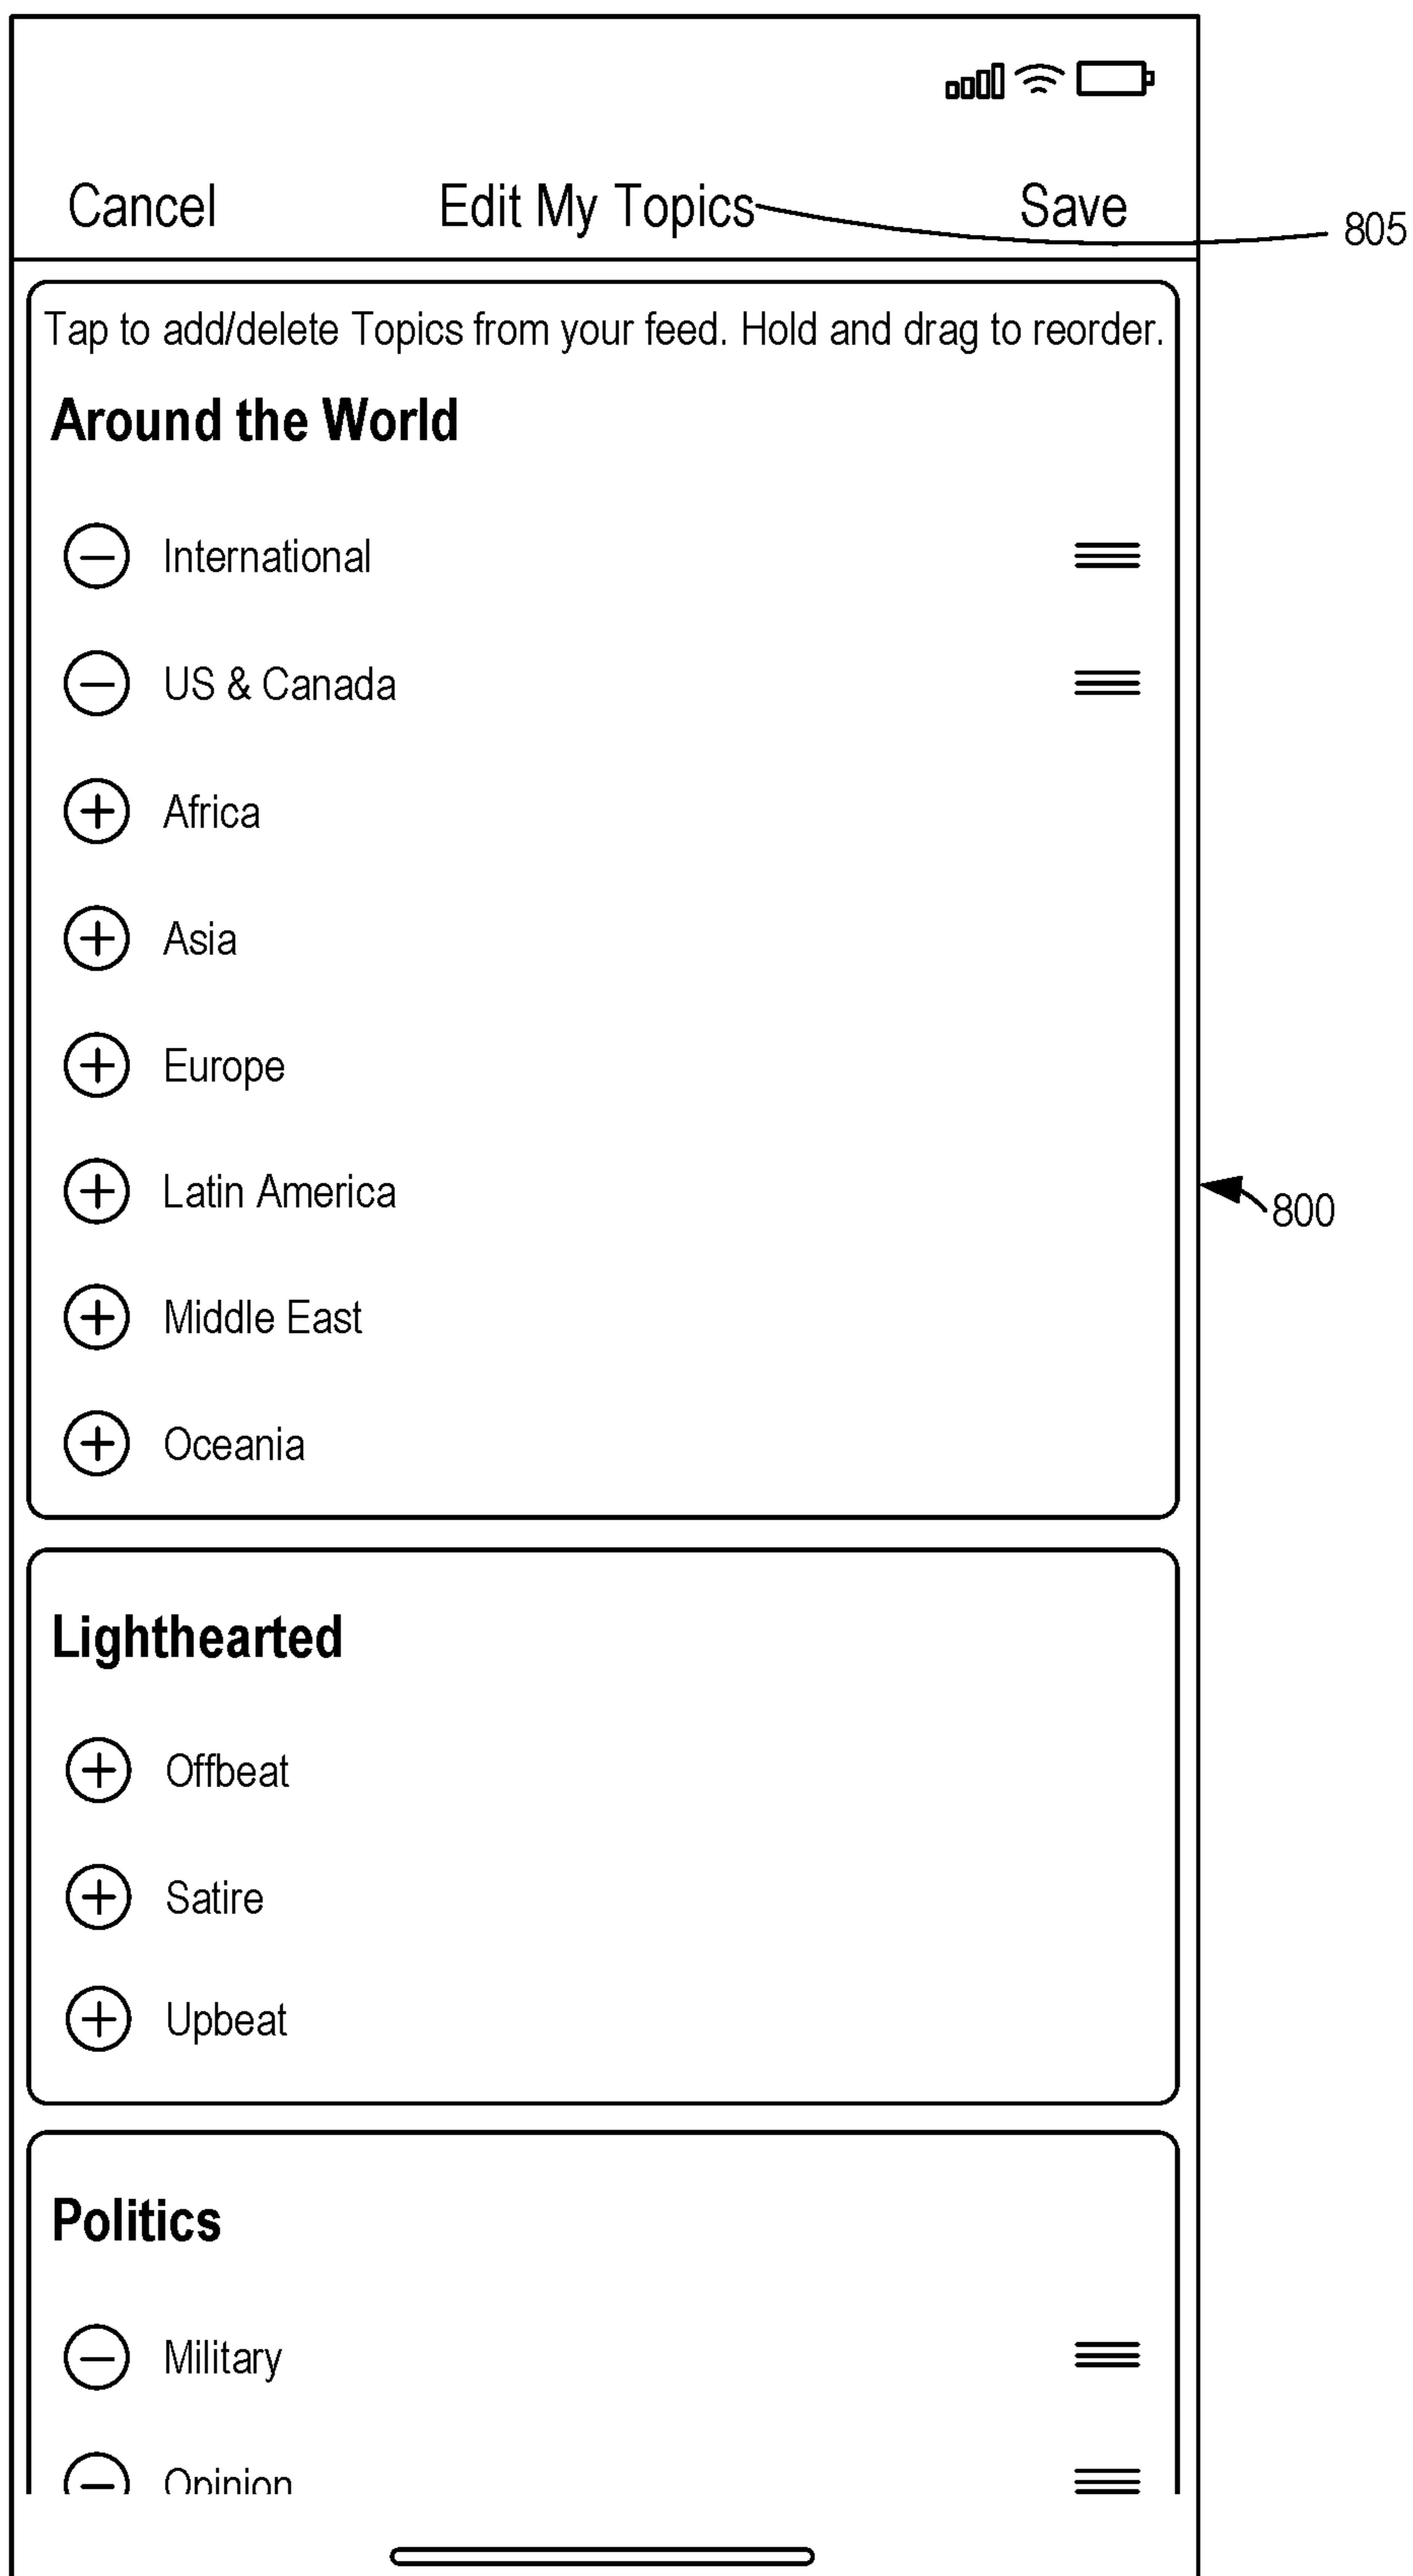 Cancel Edit My Topics Save
805
Tap to add/delete Topics from your feed. Hold and drag to reorder.
Around the World
International
US & Canada
Africa
Asia
Europe
Latin America
800
Middle East
Oceania
Lighthearted
Offbeat
Satire
Upbeat
Politics
Military
Opinion